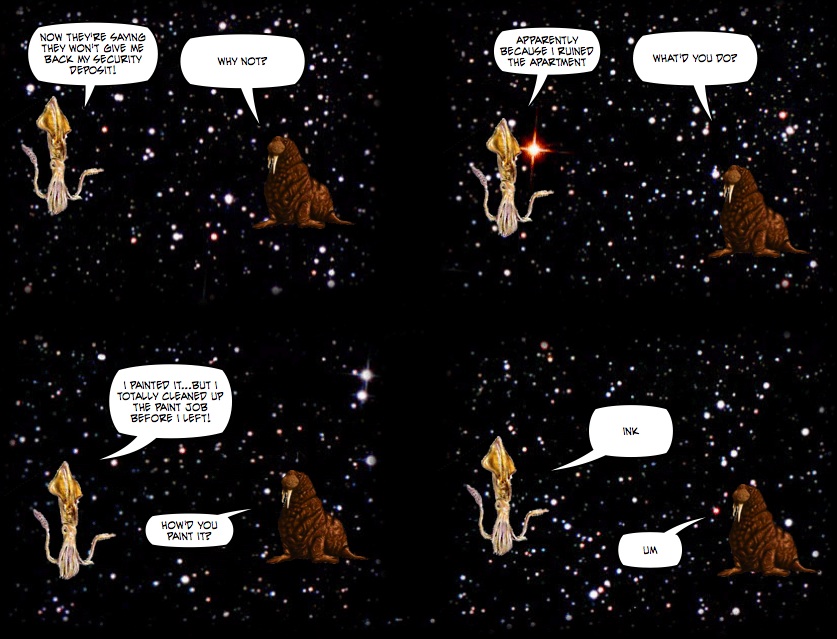 NOW THEY'RE SAYING
THEY WON'T GIVE ME
BACK MY SECURITY
DEPOSIT!
WHY NOT?
APPARENTLY
BECAUSE I RUINED
THE APARTMENT
WHAT'D YOU DO?
I PAINTED IT...BUT I
TOTALLY CLEANED UP
THE PAINT JOB
BEFORE I LEFT!
HOW'D YOU
PAINT IT?
INK
UM